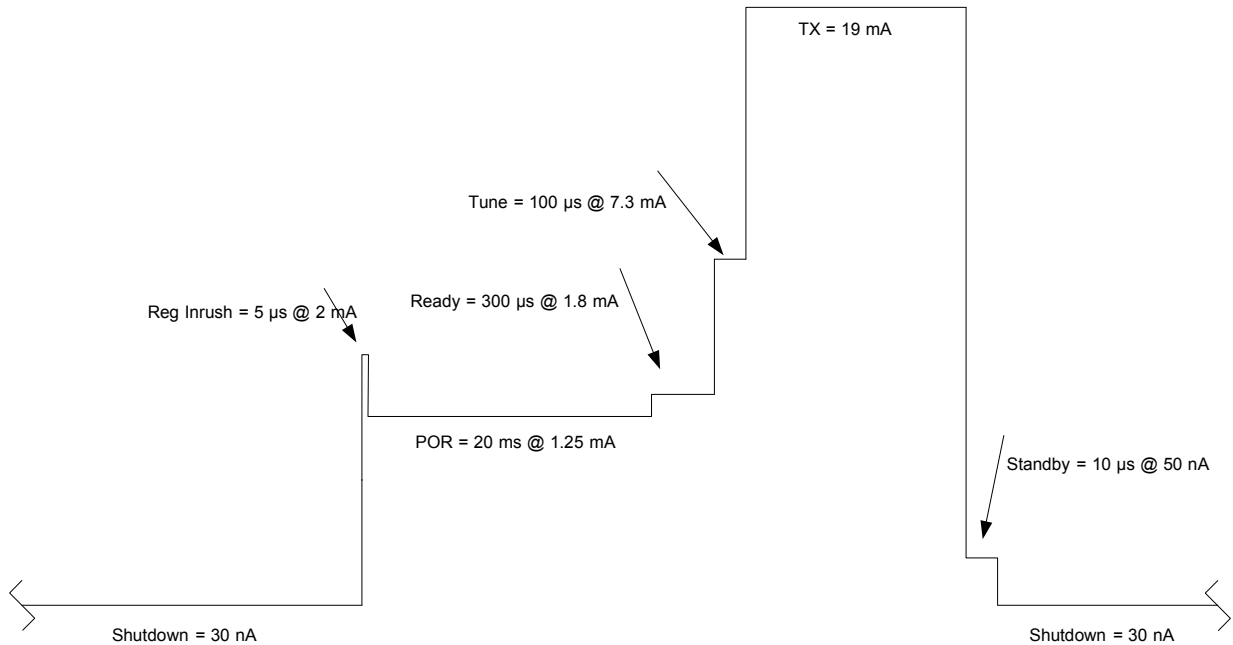 TX = 19 mA
Tune = 100 µs @ 7.3 mA
Ready = 300 µs @ 1.8 mA
Reg Inrush = 5 µs @ 2 mA
POR = 20 ms @ 1.25 mA
Standby = 10 µs @ 50 nA
Shutdown = 30 nA
Shutdown = 30 nA